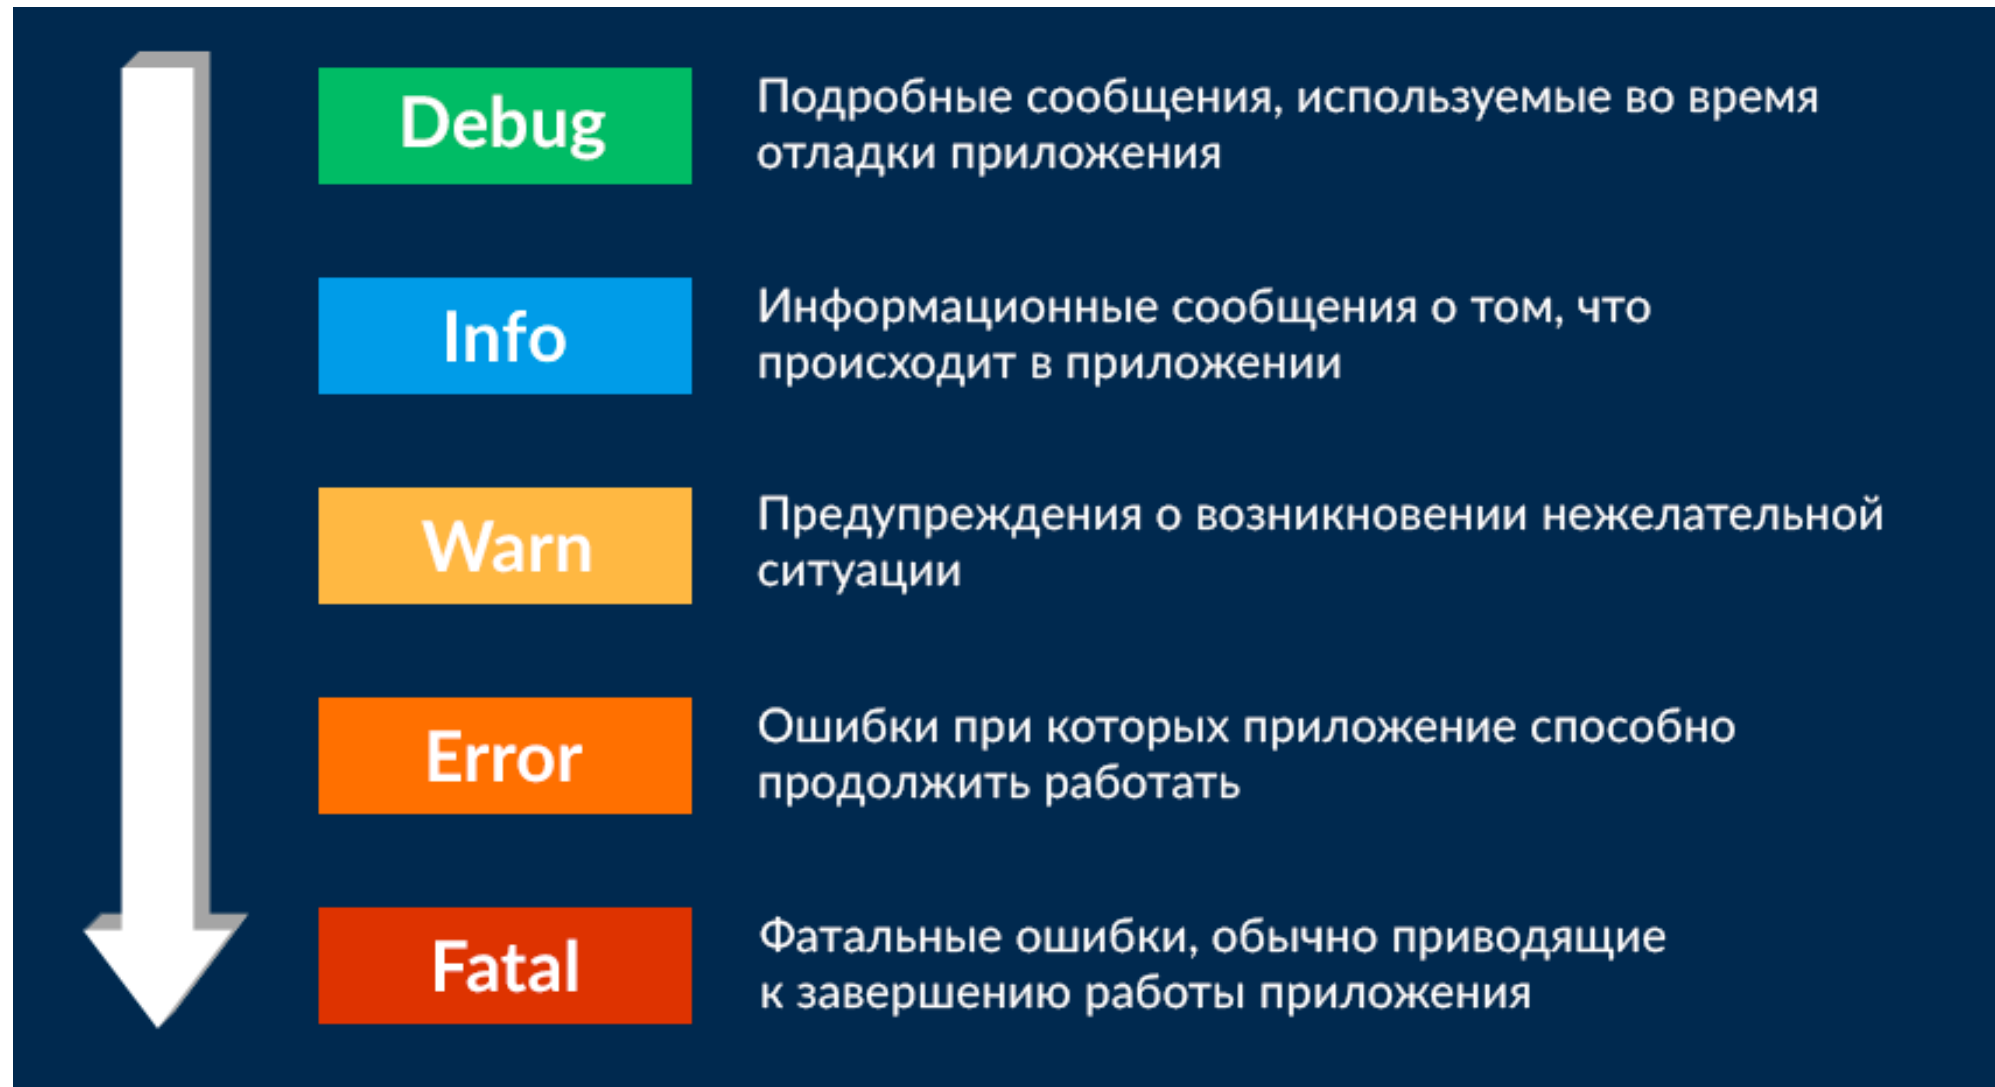 Debug
Подробные сообщения, используемые во время
отладки приложения
Info
Информационные сообщения о том, что
происходит в приложении
Warn
Предупреждения о возникновении нежелательной
ситуации
Error
Ошибки при которых приложение способно
продолжить работать
Fatal
Фатальные ошибки, обычно приводящие
к завершению работы приложения